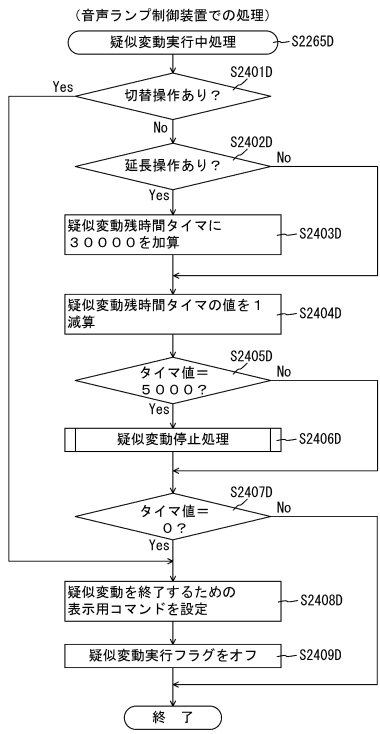 (音声ランプ制御装置での処理)
疑似変動実行中処理
S2265D
S2401D
Yes
切替操作あり？
No
S2402D
延長操作あり？
No
Yes
疑似変動残時間タイマに
３００００を加算
S2403D
疑似変動残時間タイマの値を１
減算
S2404D
S2405D
タイマ値＝
５０００？
No
Yes
疑似変動停止処理
S2406D
S2407D
タイマ値＝
０？
No
Yes
疑似変動を終了するための
表示用コマンドを設定
S2408D
疑似変動実行フラグをオフ
S2409D
終　了